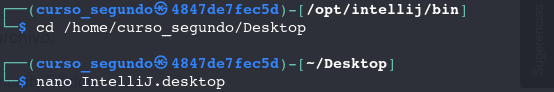 ┌──(curso_segundo㉿4847de7fec5d)-[/opt/intellij/bin]
└─$ cd /home/curso_segundo/Desktop
┌──(curso_segundo㉿4847de7fec5d)-[~/Desktop]
└─$ nano IntelliJ.desktop